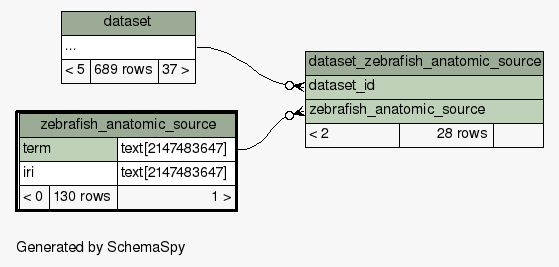 dataset
...
< 5 689 rows 37 >
dataset_zebrafish_anatomic_source
dataset_id
zebrafish_anatomic_source
< 2 28 rows
zebrafish_anatomic_source
term text[2147483647]
iri text[2147483647]
< 0 130 rows 1 >
Generated by SchemaSpy